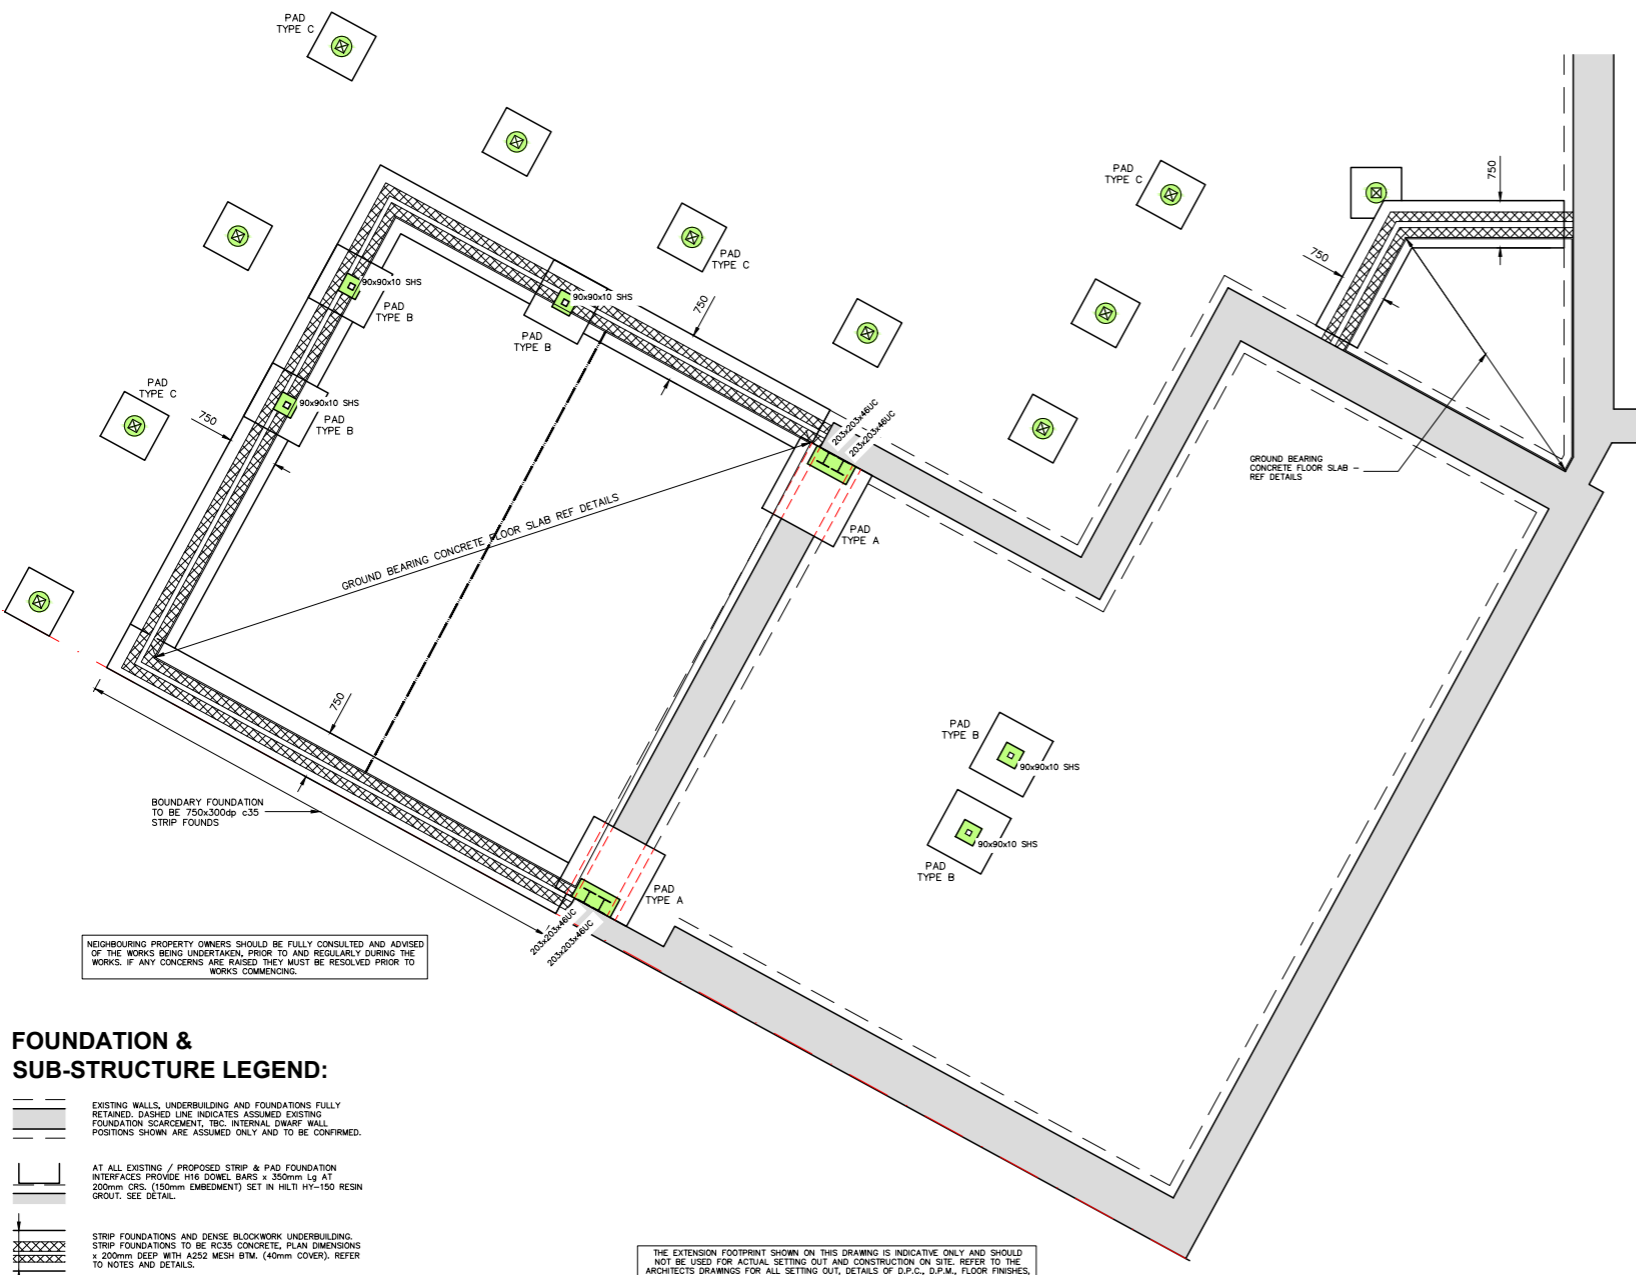 PAD
TYPE C
PAD
TYPE C
750
750
PAD
TYPE C
90x90x10 SHS
90x90x10 SHS
PAD
TYPE B
750
PAD
TYPE B
PAD
TYPE C
90x90x10 SHS
750
PAD
TYPE B
203x203x46UC
203x203x46UC
GROUND BEARING
CONCRETE FLOOR SLAB -
REF DETAILS
GROUND BEARING CONCRETE FLOOR SLAB REF DETAILS
PAD
TYPE A
750
PAD
TYPE B
90x90x10 SHS
BOUNDARY FOUNDATION
TO BE 750x300dp c35
STRIP FOUNDS
90x90x10 SHS
PAD
TYPE B
PAD
TYPE A
203x203x46UC
203x203x46UC
NEIGHBOURING PROPERTY OWNERS SHOULD BE FULLY CONSULTED AND ADVISED
OF THE WORKS BEING UNDERTAKEN, PRIOR TO AND REGULARLY DURING THE
WORKS. IF ANY CONCERNS ARE RAISED THEY MUST BE RESOLVED PRIOR TO
WORKS COMMENCING.
FOUNDATION &
SUB-STRUCTURE LEGEND:
EXISTING WALLS, UNDERBUILDING AND FOUNDATIONS FULLY
RETAINED. DASHED LINE INDICATES ASSUMED EXISTING
FOUNDATION SCARCEMENT, TBC. INTERNAL DWARF WALL
POSITIONS SHOWN ARE ASSUMED ONLY AND TO BE CONFIRMED.
AT ALL EXISTING / PROPOSED STRIP & PAD FOUNDATION
INTERFACES PROVIDE H16 DOWEL BARS x 350mm Lg AT
200mm CRS. (150mm EMBEDMENT) SET IN HILTI HY-150 RESIN
GROUT. SEE DETAIL.
STRIP FOUNDATIONS AND DENSE BLOCKWORK UNDERBUILDING.
STRIP FOUNDATIONS TO BE RC35 CONCRETE, PLAN DIMENSIONS
x 200mm DEEP WITH A252 MESH BTM. (40mm COVER). REFER
TO NOTES AND DETAILS.
THE EXTENSION FOOTPRINT SHOWN ON THIS DRAWING IS INDICATIVE ONLY AND SHOULD
NOT BE USED FOR ACTUAL SETTING OUT AND CONSTRUCTION ON SITE. REFER TO THE
ARCHITECTS DRAWINGS FOR ALL SETTING OUT, DETAILS OF D.P.C., D.P.M., FLOOR FINISHES,